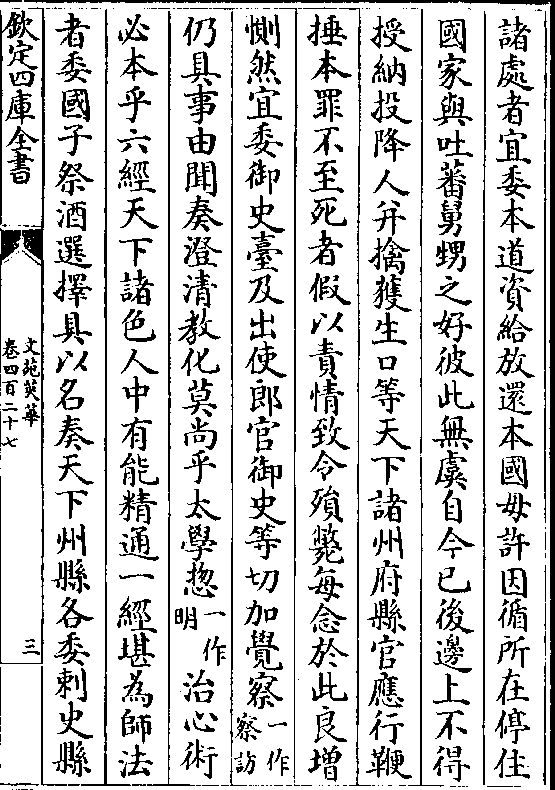 諸處者宜委本道資給放還本國毋許因循所在停住
國家與吐蕃舅甥之好彼此無虞自今已後邊上不得
授納投降人并擒獲生口等天下諸州府縣官應行鞭
捶本罪不至死者假以責情致令殞斃每念於此良增
惻然宜委御史臺及出使郎官御史等切加覺察一作察訪
仍具事由聞奏澄清教化莫尚乎太學揔一作明治心術
必本乎六經天下諸色人中有能精通一經堪為師法
者委國子祭酒選擇具以名奏天下州縣各委刺史縣
欽定四庫全書
文苑英華
卷四百二十七
三